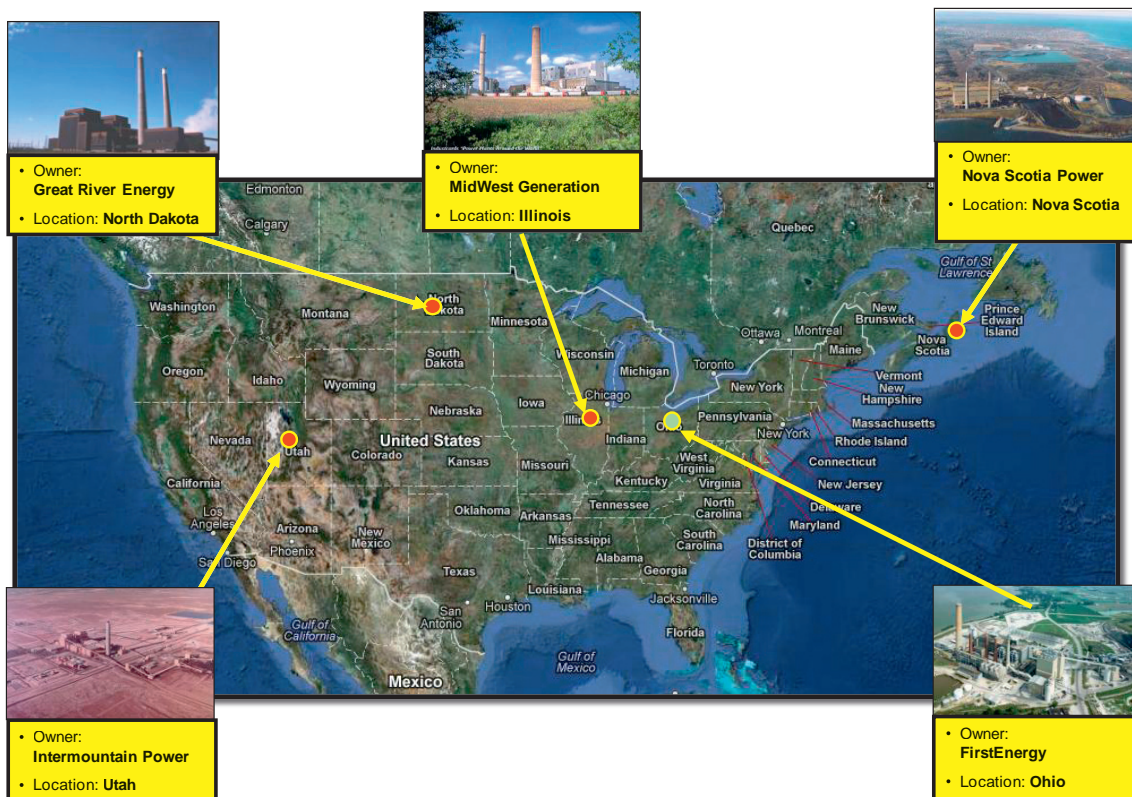 Industcards "Power Plants Around the World"
• Owner:
Great River Energy
• Location: North Dakota
• Owner:
MidWest Generation
• Location: Illinois
• Owner:
Nova Scotia Power
• Location: Nova Scotia
Edmonton
Calgary
Quebec
Gulf of St
Lawrence
Washington
Montana
North
Dakota
Minnesota
Ottawa
Montreal
New
Brunswick
Prince
Edward
Island
Nova
Scotia
Maine
Oregon
Idaho
Wyoming
South
Dakota
Wisconsin
Michigan
Toronto
New York
Vermont
New
Hampshire
Massachusetts
Rhode Island
Connecticut
New Jersey
Delaware
Maryland
District of
Columbia
Nebraska
Iowa
Chicago
Illinois
Indiana
Ohio
Pennsylvania
New York
Nevada
Utah
Colorado
United States
Kansas
Missouri
West
Virginia
Virginia
Kentucky
California
Los
Angeles
San Diego
Arizona
Phoenix
New
Mexico
Oklahoma
Arkansas
Tennessee
North
Carolina
South
Carolina
Mississippi
Alabama
Georgia
Texas
Louisiana
San
Antonio
Houston
Jacksonville
Florida
Gulf of
California
Gulf of
Mexico
Mexico
• Owner:
Intermountain Power
• Location: Utah
• Owner:
FirstEnergy
• Location: Ohio